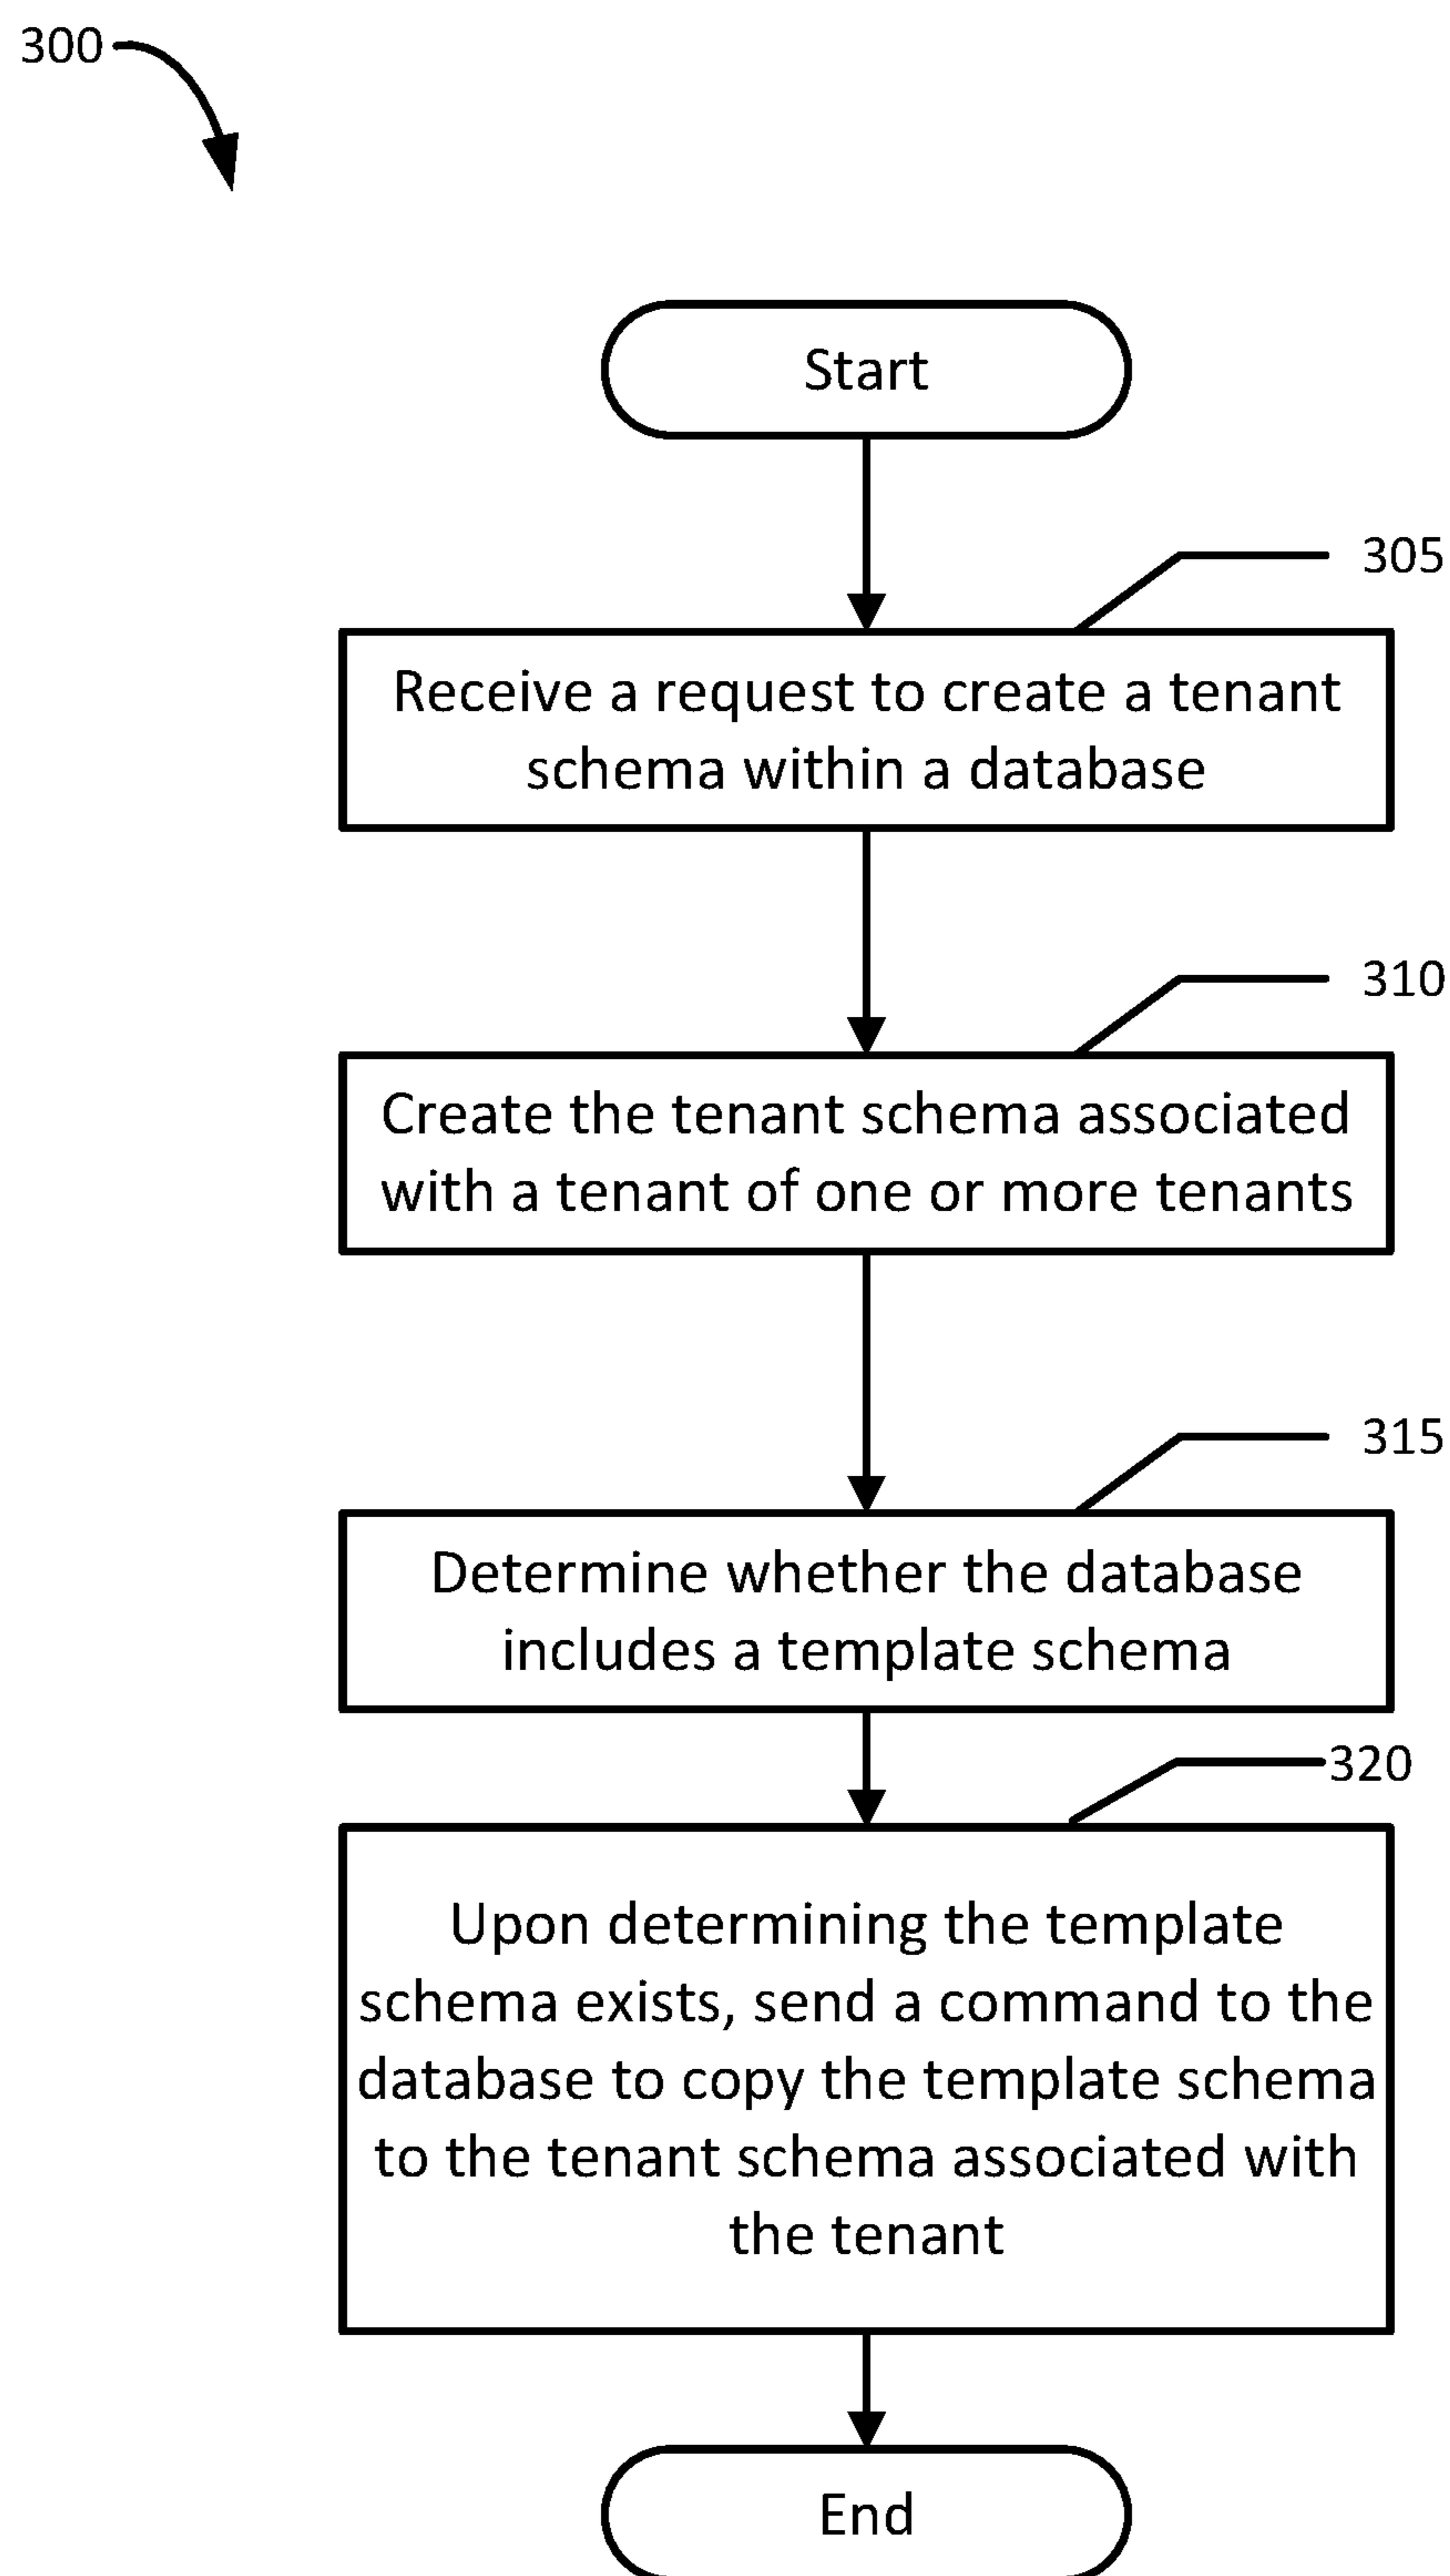 300
Start
305
Receive a request to create a tenant
schema within a database
310
Create the tenant schema associated
with a tenant of one or more tenants
315
Determine whether the database
includes a template schema
320
Upon determining the template
schema exists, send a command to the
database to copy the template schema
to the tenant schema associated with
the tenant
End